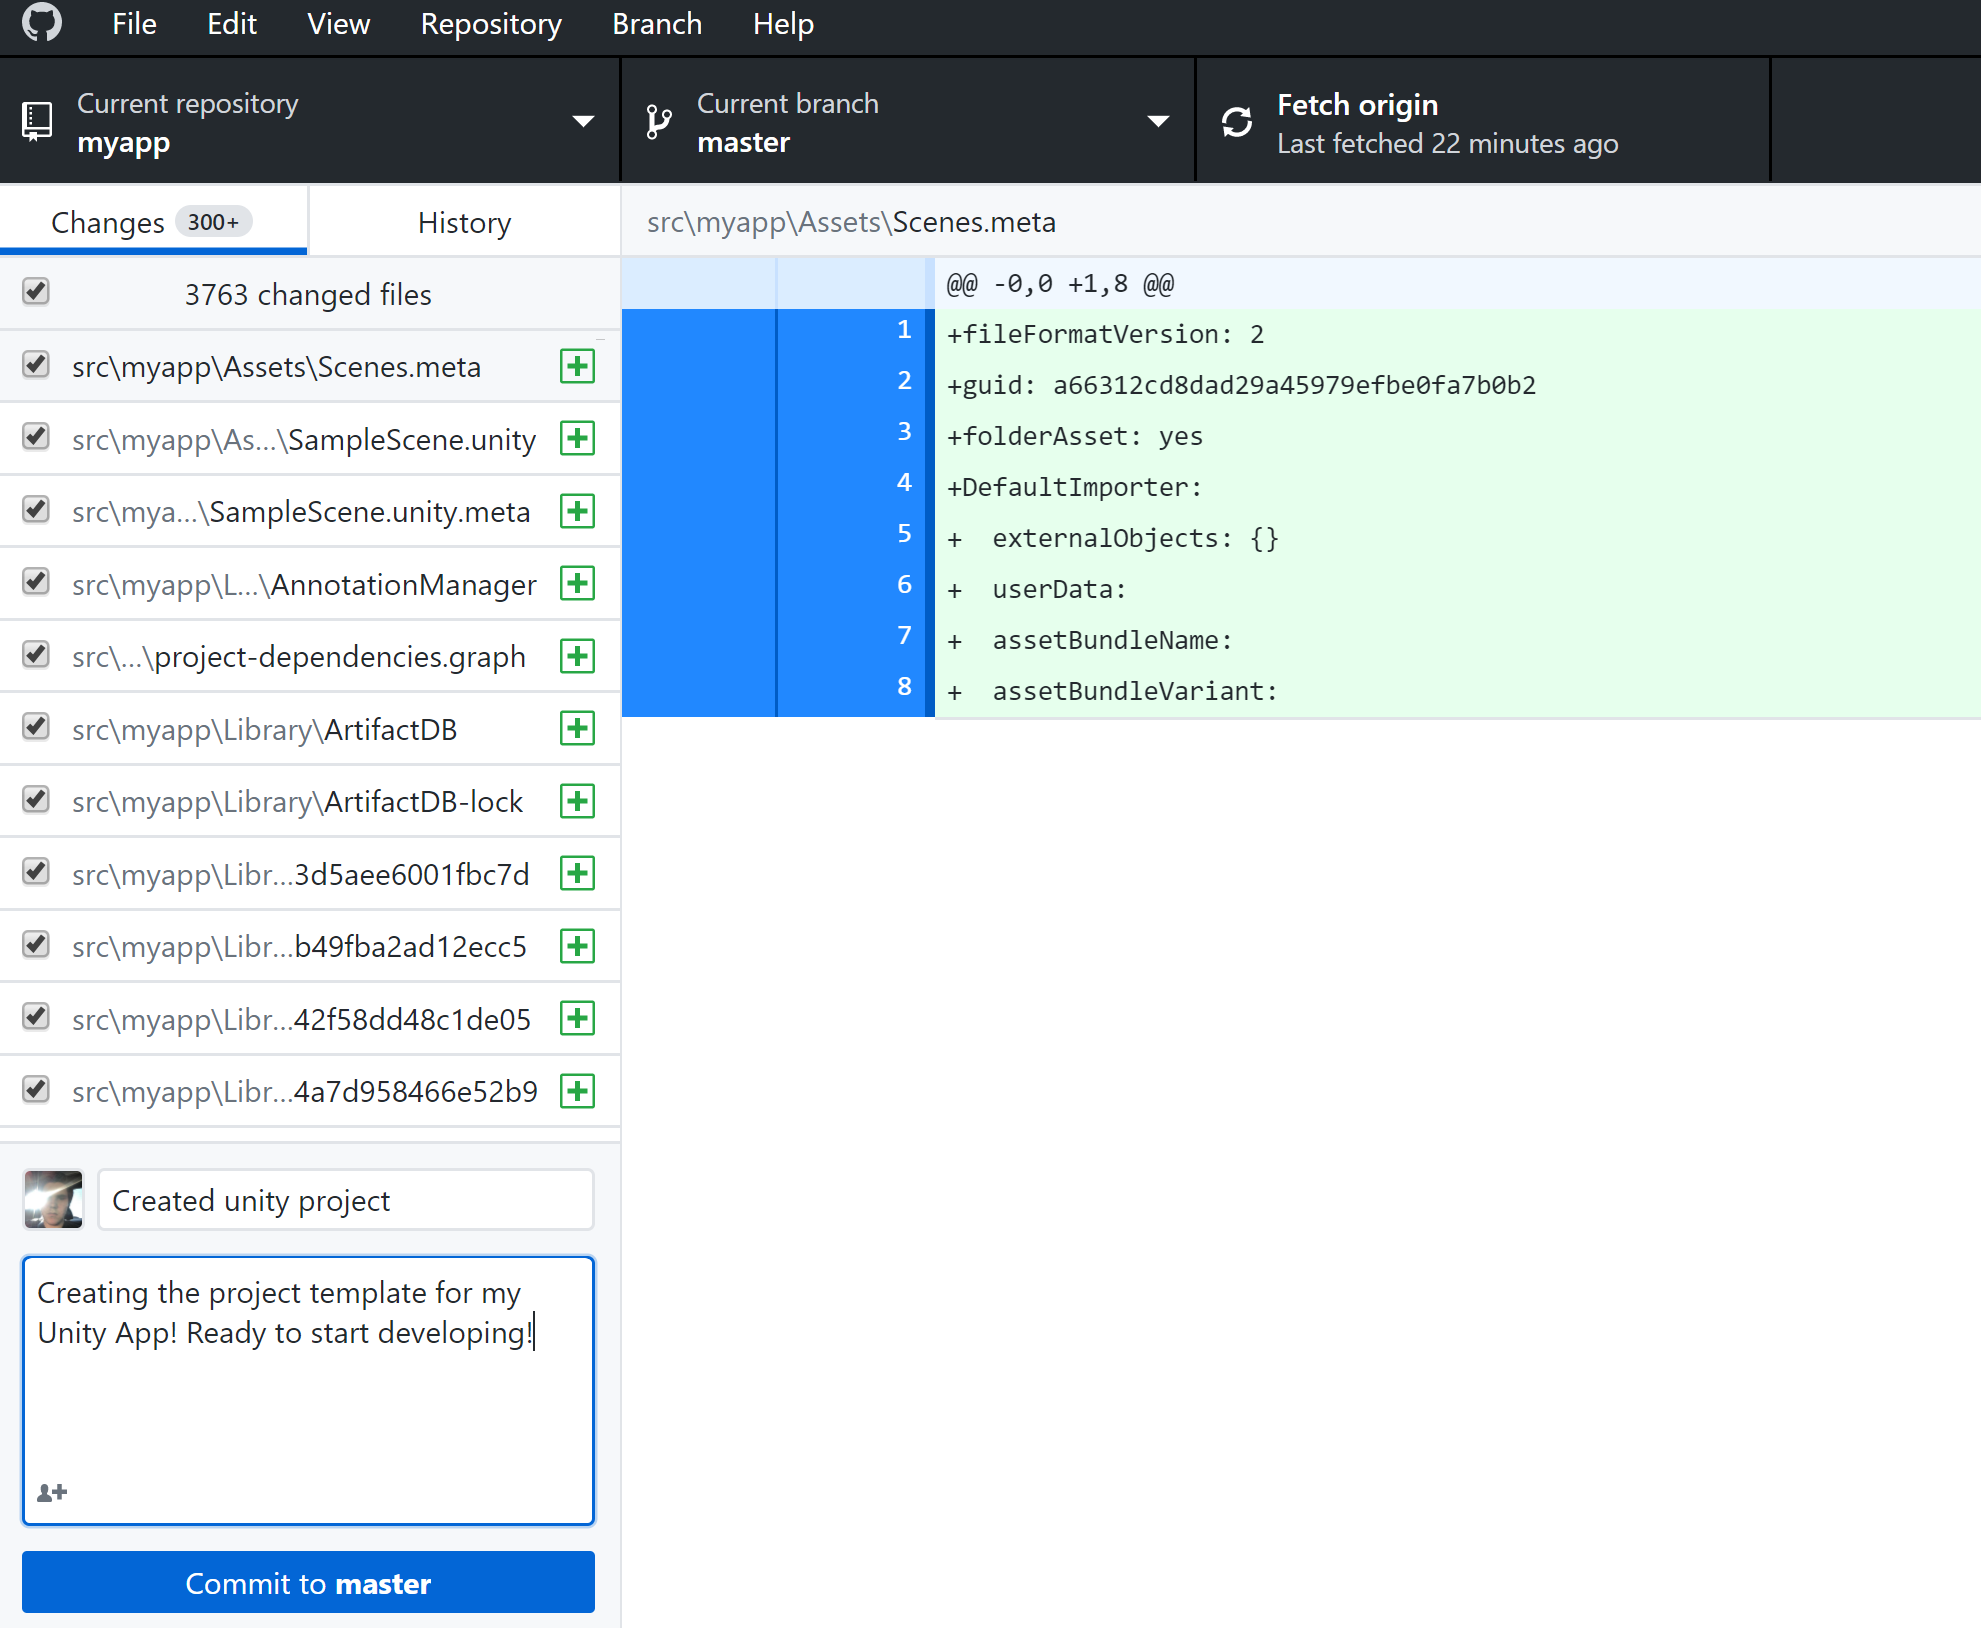 File Edit View Repository Branch Help
Current repository
myapp
Current branch
master
Fetch origin
Last fetched 22 minutes ago
Changes 300+
History
src\myapp\Assets\Scenes.meta
3763 changed files
src\myapp\Assets\Scenes.meta
src\myapp\As...\SampleScene.unity
src\mya...\SampleScene.unity.meta
src\myapp\L...\AnnotationManager
src\...\project-dependencies.graph
src\myapp\Library\ArtifactDB
src\myapp\Library\ArtifactDB-lock
src\myapp\Libr...3d5aee6001fbc7d
src\myapp\Libr...b49fba2ad12ecc5
src\myapp\Libr...42f58dd48c1de05
src\myapp\Libr...4a7d958466e52b9
Created unity project
Creating the project template for my
Unity App! Ready to start developing!
Commit to master
@@ -0,0 +1,8 @@
1 +fileFormatVersion: 2
2 +guid: a66312cd8dad29a45979efbe0fa7b0b2
3 +folderAsset: yes
4 +DefaultImporter:
5 +  externalObjects: {}
6 +  userData:
7 +  assetBundleName:
8 +  assetBundleVariant: